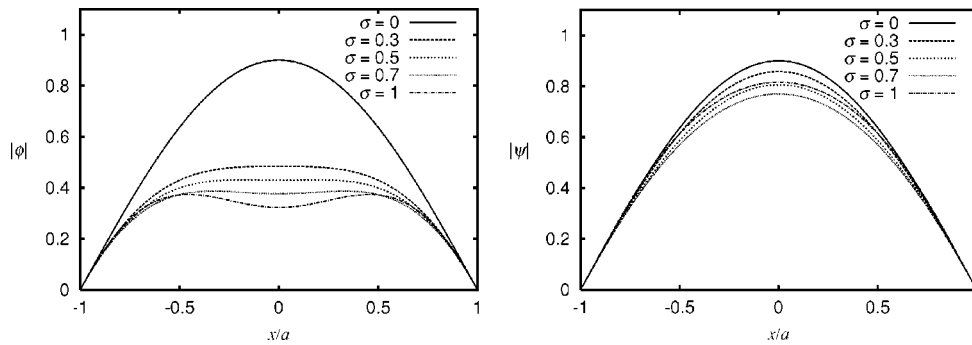 1
0.8
0.6
0.4
0.2
0
|ϕ|
σ = 0
σ = 0.3
σ = 0.5
σ = 0.7
σ = 1
-1
-0.5
0
0.5
1
x/a
1
0.8
0.6
0.4
0.2
0
|ψ|
σ = 0
σ = 0.3
σ = 0.5
σ = 0.7
σ = 1
-1
-0.5
0
0.5
x/a